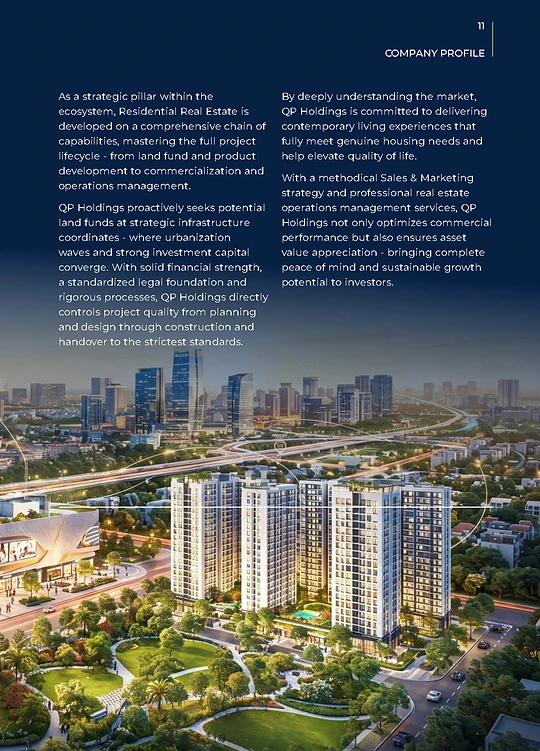 11
COMPANY PROFILE
As a strategic pillar within the
ecosystem, Residential Real Estate is
developed on a comprehensive chain of
capabilities, mastering the full project
lifecycle - from land fund and product
development to commercialization and
operations management.
QP Holdings proactively seeks potential
land funds at strategic infrastructure
coordinates - where urbanization
waves and strong investment capital
converge. With solid financial strength,
a standardized legal foundation and
rigorous processes, QP Holdings directly
controls project quality from planning
and design through construction and
handover to the strictest standards.
By deeply understanding the market,
QP Holdings is committed to delivering
contemporary living experiences that
fully meet genuine housing needs and
help elevate quality of life.
With a methodical Sales & Marketing
strategy and professional real estate
operations management services, QP
Holdings not only optimizes commercial
performance but also ensures asset
value appreciation - bringing complete
peace of mind and sustainable growth
potential to investors.